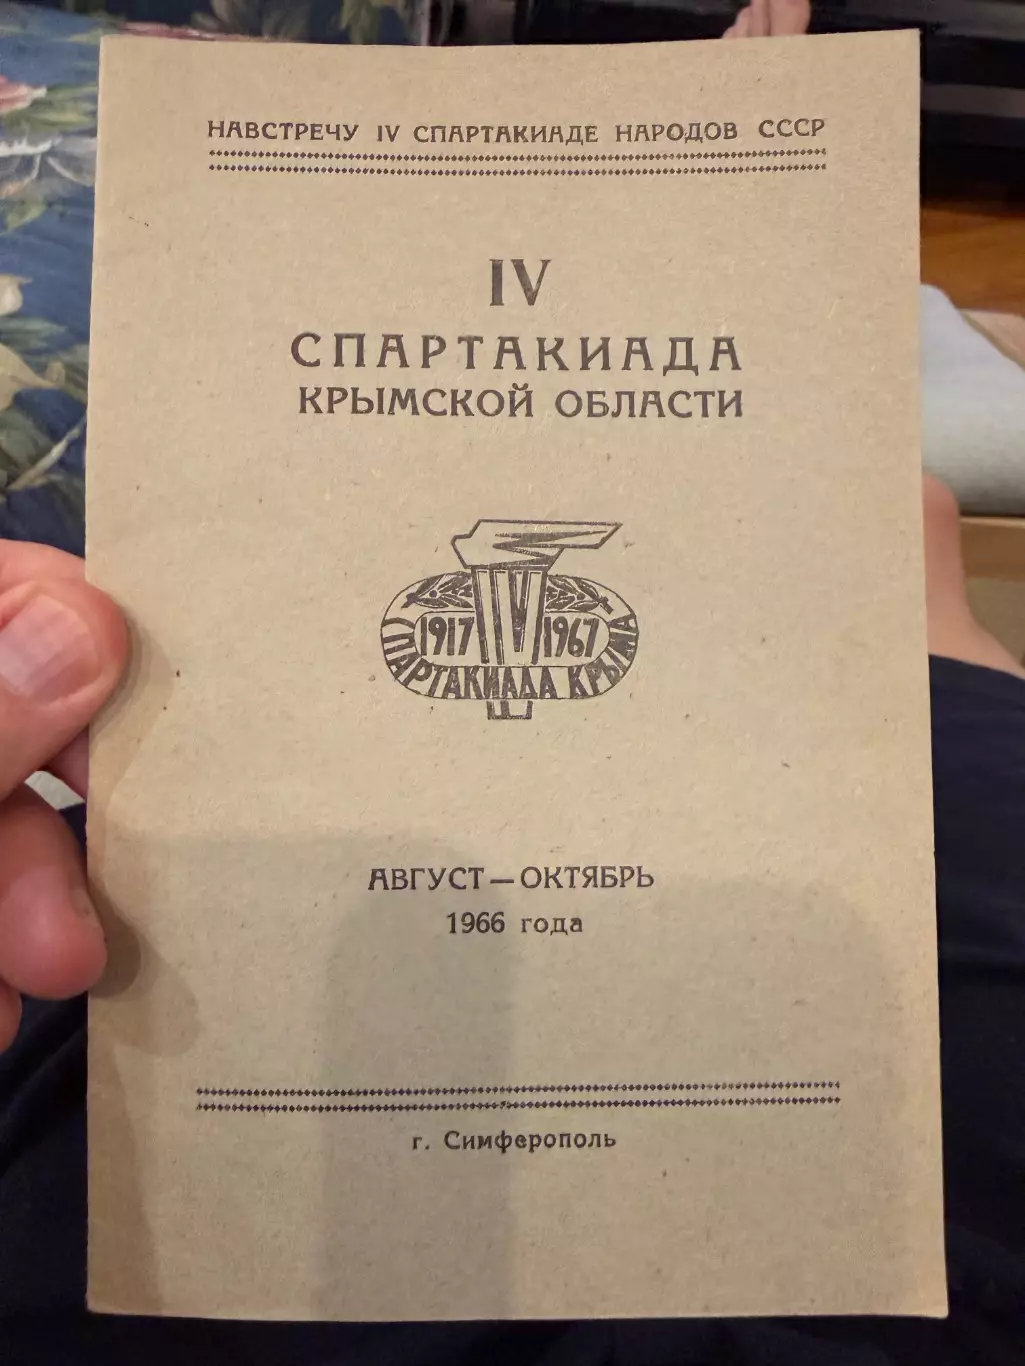 НАВСТРЕЧУ IV СПАРТАКИАДЕ НАРОДОВ СССР
IV
СПАРТАКИАДА
КРЫМСКОЙ ОБЛАСТИ
IV
1917 1967
СПАРТАКИАДА КРЫМА
АВГУСТ — ОКТЯБРЬ
1966 года
г. Симферополь